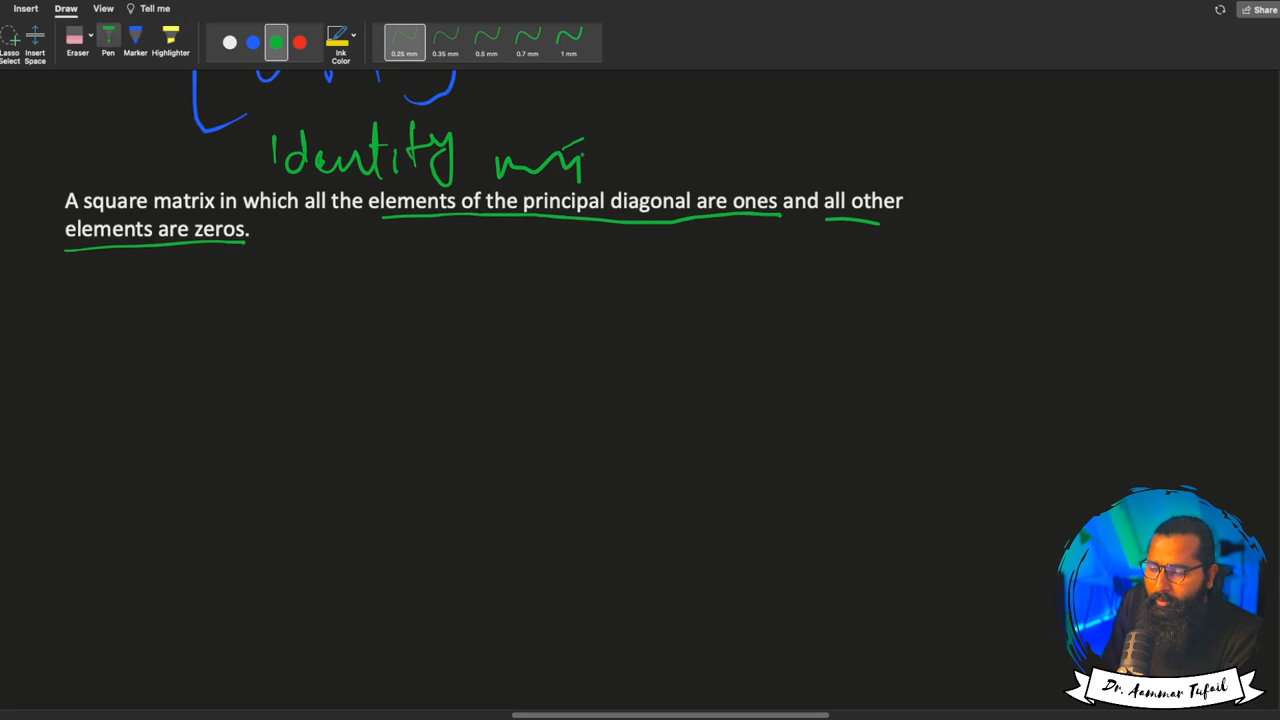 Insert Draw View Tell me
Share
Lasso Select
Insert Space
Eraser
Pen
Marker
Highlighter
Ink Color
0.25 mm
0.35 mm
0.5 mm
0.7 mm
1 mm
Identity
A square matrix in which all the elements of the principal diagonal are ones and all other
elements are zeros.
Dr. Aammar Tufail